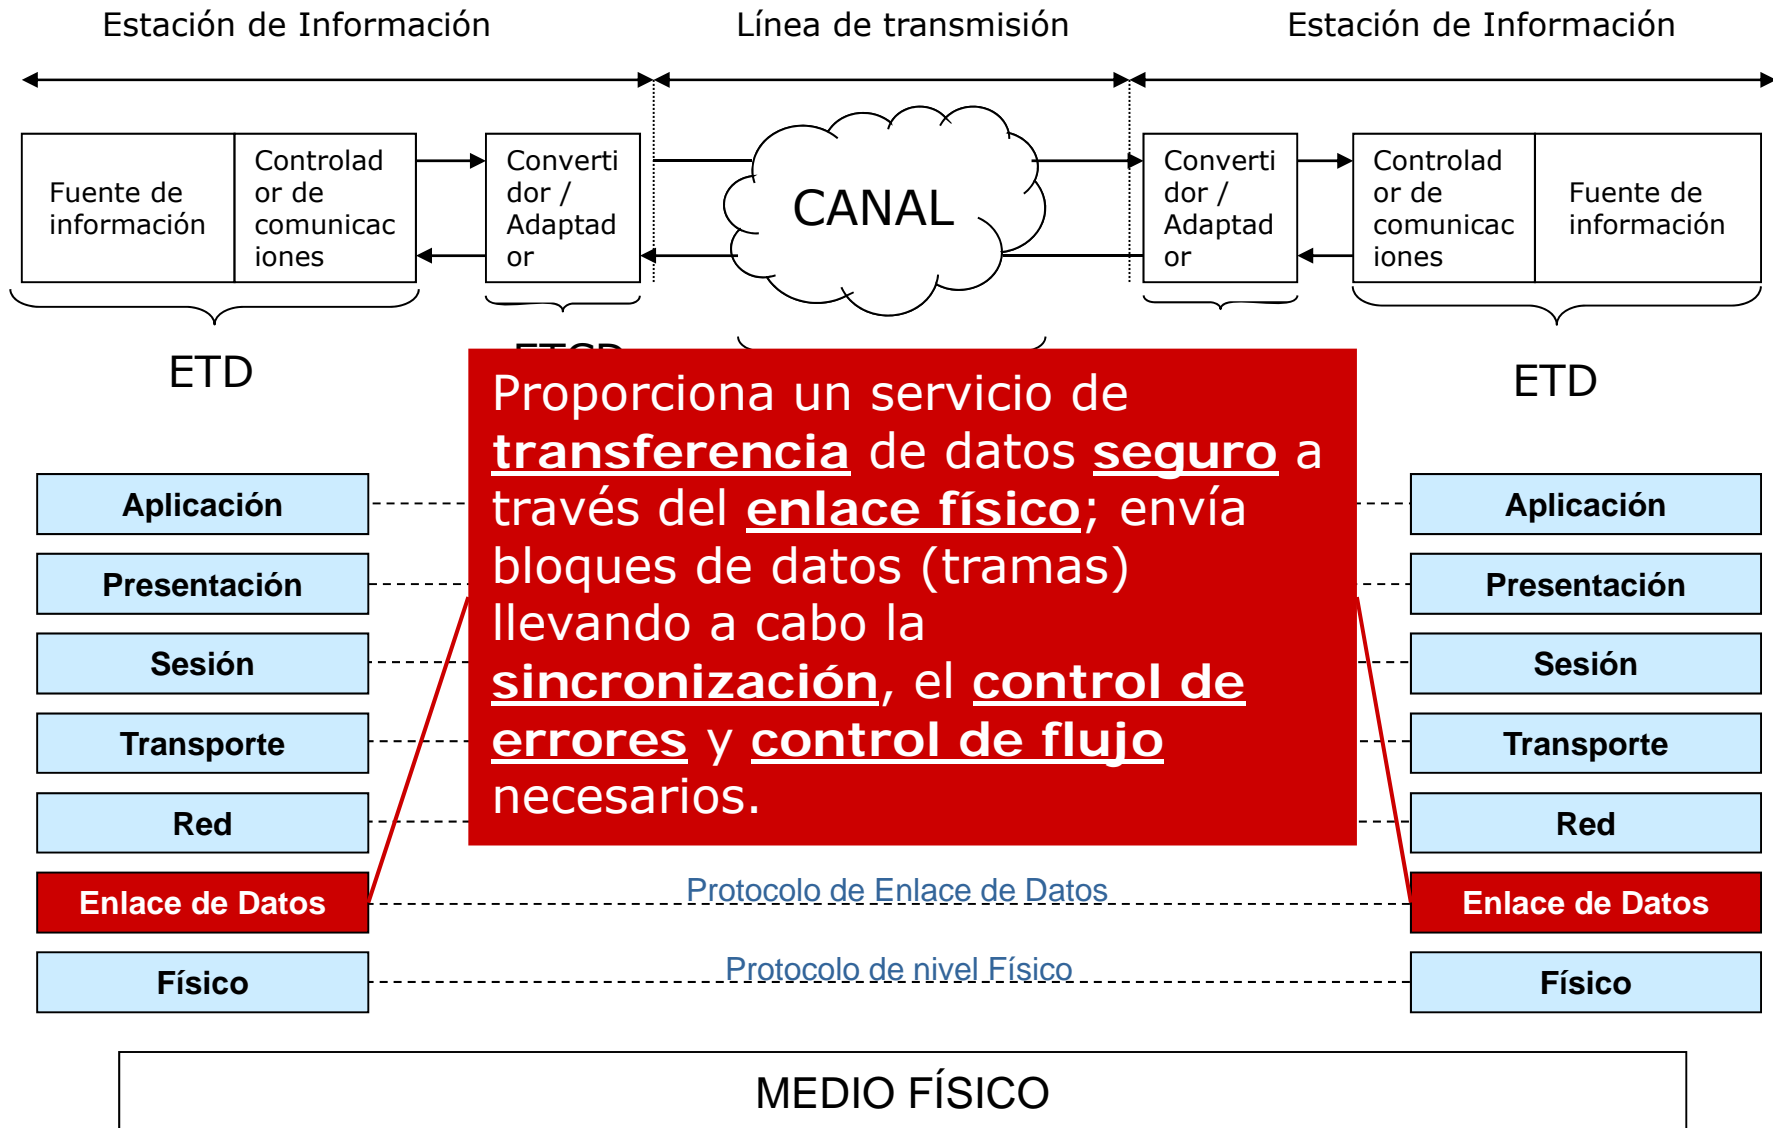 Estación de Información
Línea de transmisión
Estación de Información
Fuente de
información
Controlad
or de
comunicac
iones
Converti
dor /
Adaptad
or
CANAL
Converti
dor /
Adaptad
or
Controlad
or de
comunicac
iones
Fuente de
información
ETD
ETD
Proporciona un servicio de
transferencia de datos seguro a
través del enlace físico; envía
bloques de datos (tramas)
llevando a cabo la
sincronización, el control de
errores y control de flujo
necesarios.
Aplicación
Aplicación
Presentación
Presentación
Sesión
Sesión
Transporte
Transporte
Red
Red
Enlace de Datos
Protocolo de Enlace de Datos
Enlace de Datos
Físico
Protocolo de nivel Físico
Físico
MEDIO FÍSICO